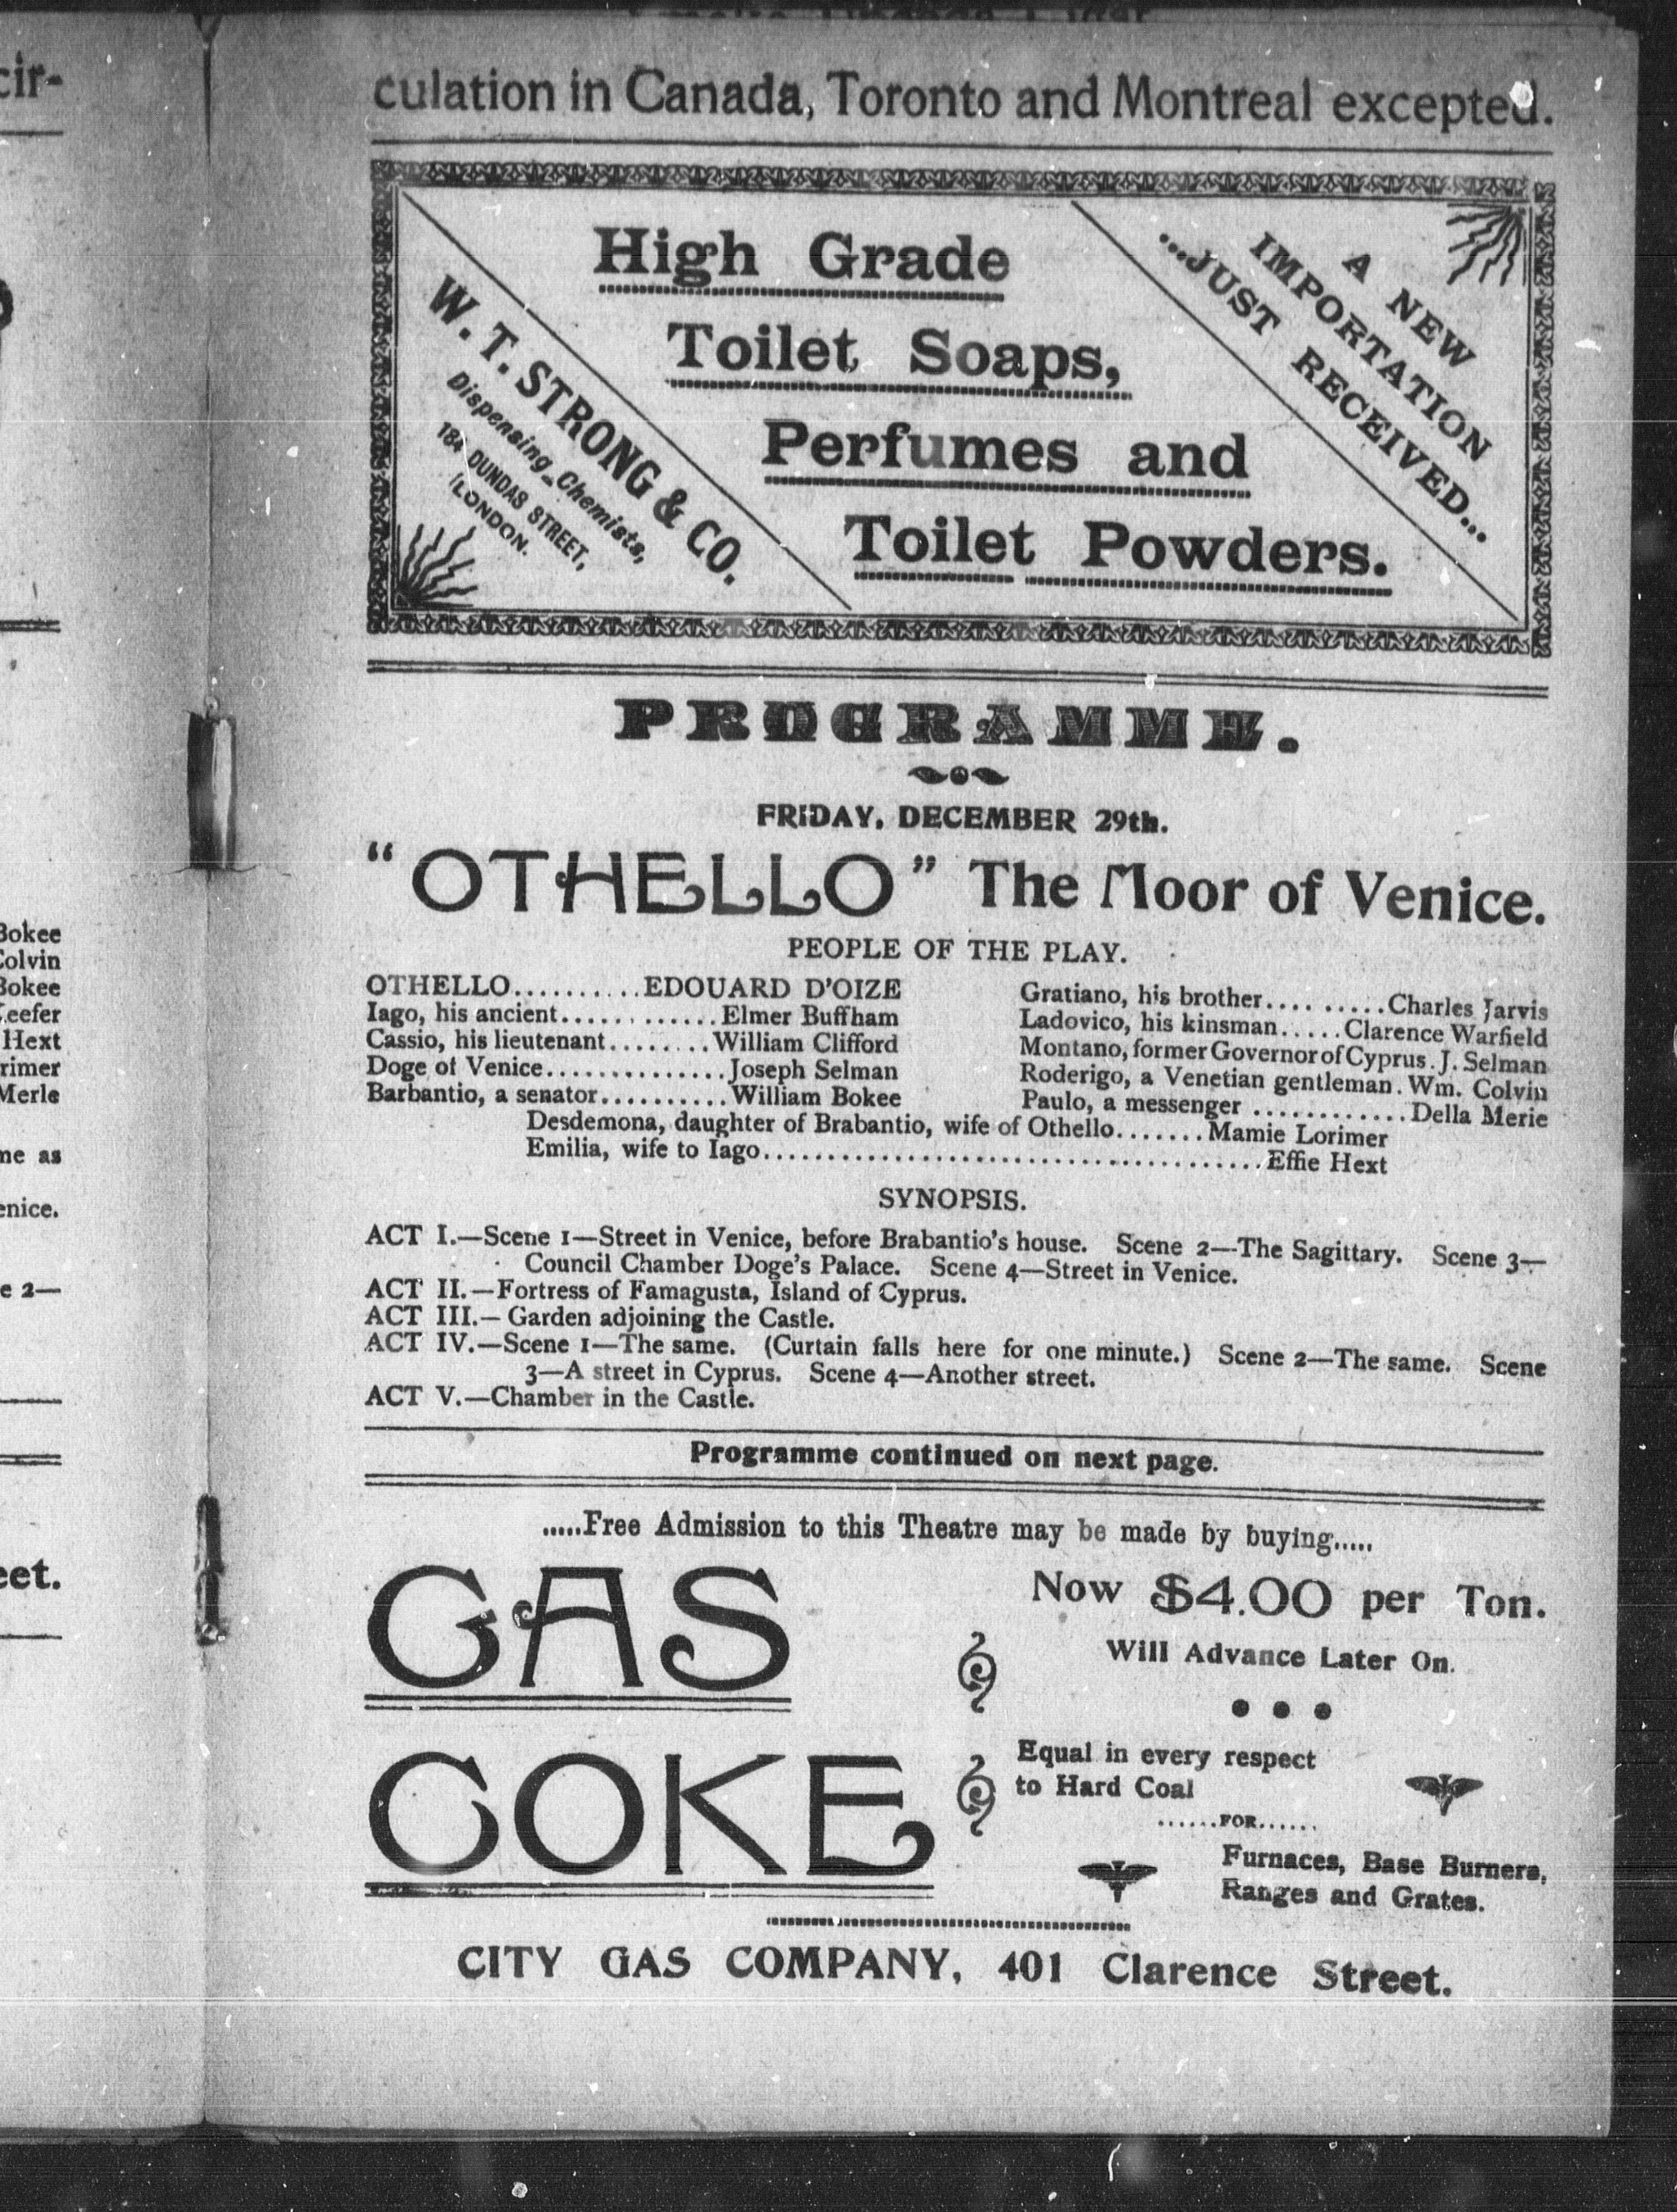 cir-
Bokee
Colvin
Bokee
Hext
Merle
me as
enice.
e 2—
eet.
culation in Canada, Toronto and Montreal excepted.
High Grade
Toilet Soaps,
Perfumes and
Toilet Powders.
W. T. STRONG & CO.
Dispensing Chemists,
184 DUNDAS STREET,
LONDON.
A NEW
IMPORTATION
...JUST RECEIVED...
PROGRAMME.
FRIDAY, DECEMBER 29th.
"OTHELLO" The Moor of Venice.
PEOPLE OF THE PLAY.
OTHELLO..........EDOUARD D'OIZE
Iago, his ancient............Elmer Buffham
Cassio, his lieutenant........William Clifford
Doge of Venice..............Joseph Selman
Barbantio, a senator..........William Bokee
Gratiano, his brother..........Charles Jarvis
Ladovico, his kinsman.....Clarence Warfield
Montano, former Governor of Cyprus. J. Selman
Roderigo, a Venetian gentleman. Wm. Colvin
Paulo, a messenger ............Della Merie
Desdemona, daughter of Brabantio, wife of Othello.......Mamie Lorimer
Emilia, wife to Iago......................................Effie Hext
SYNOPSIS.
ACT I.—Scene 1—Street in Venice, before Brabantio's house. Scene 2—The Sagittary. Scene 3—
Council Chamber Doge's Palace. Scene 4—Street in Venice.
ACT II.—Fortress of Famagusta, Island of Cyprus.
ACT III.—Garden adjoining the Castle.
ACT IV.—Scene 1—The same. (Curtain falls here for one minute.) Scene 2—The same. Scene
3—A street in Cyprus. Scene 4—Another street.
ACT V.—Chamber in the Castle.
Programme continued on next page.
.....Free Admission to this Theatre may be made by buying.....
GAS
COKE
Now $4.00 per Ton.
Will Advance Later On.
Equal in every respect
to Hard Coal
......FOR......
Furnaces, Base Burners,
Ranges and Grates.
CITY GAS COMPANY, 401 Clarence Street.